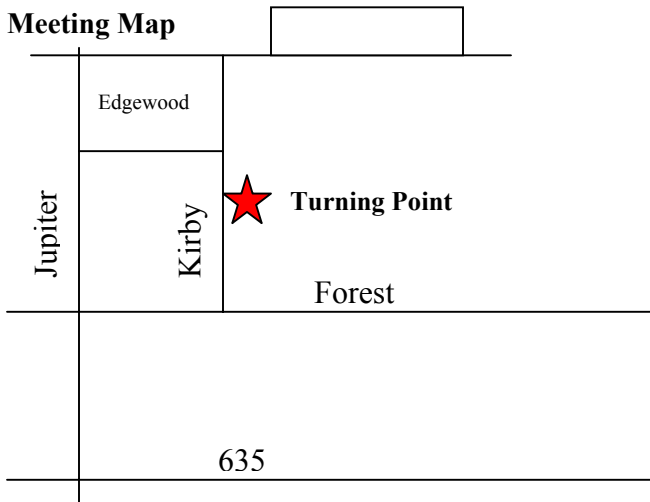 Meeting Map
Edgewood
Jupiter
Kirby
Turning Point
Forest
635